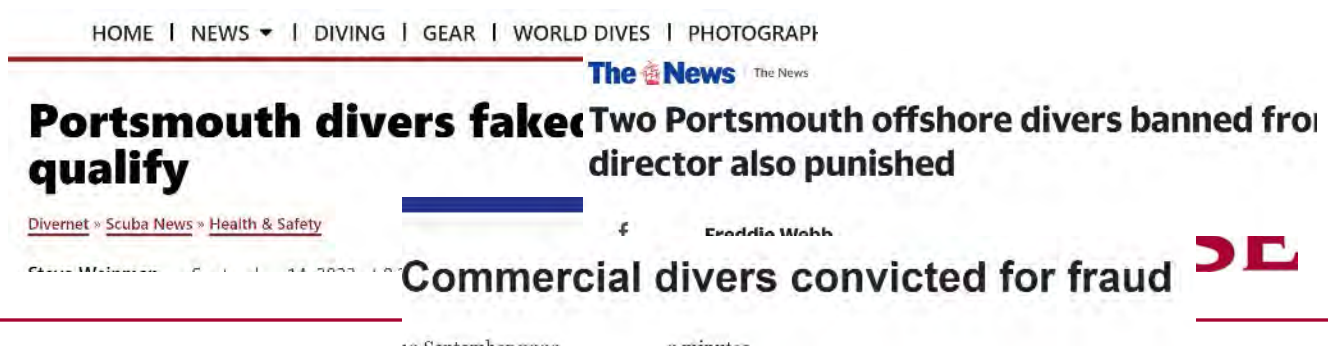 HOME | NEWS | DIVING | GEAR | WORLD DIVES | PHOTOGRAPH
The News The News
Portsmouth divers faked
qualify
Two Portsmouth offshore divers banned fro
director also punished
Divernet » Scuba News » Health & Safety
f Freddie Webb
Commercial divers convicted for fraud